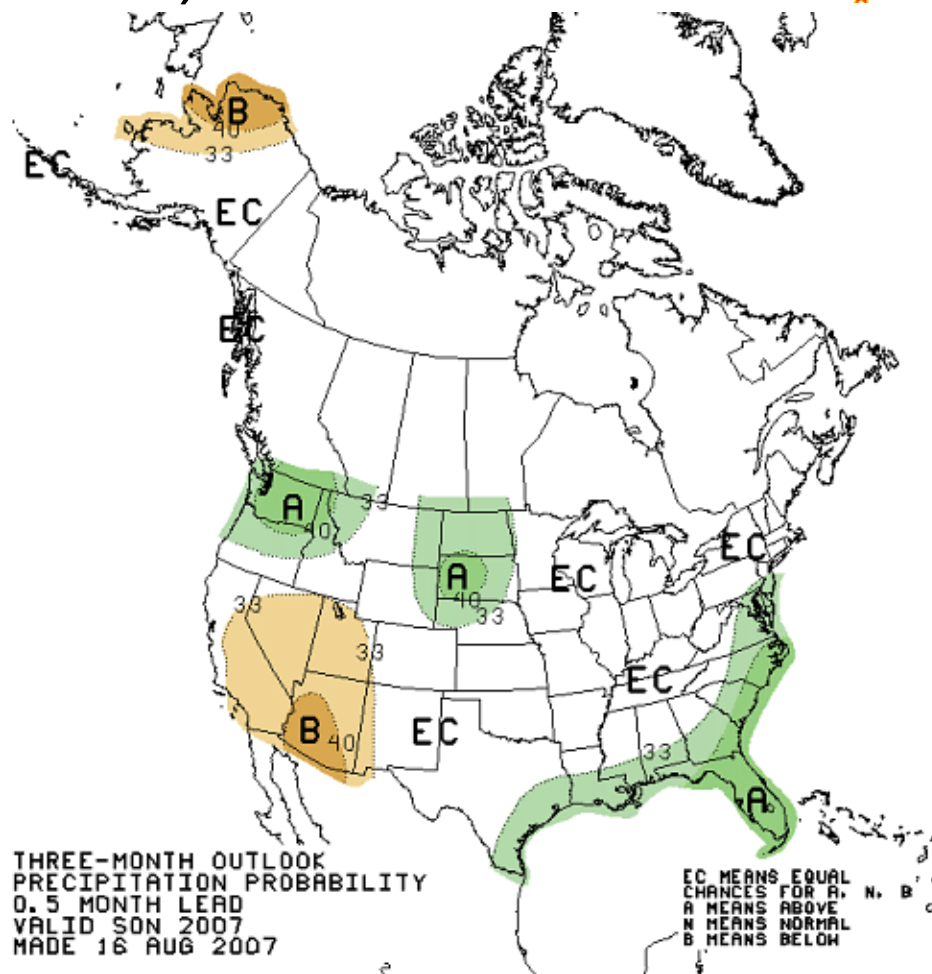 B
40
33
EC
EC
EC
A
33
40
A
40
33
EC
EC
33
33
EC
B
40
EC
33
A
THREE-MONTH OUTLOOK
PRECIPITATION PROBABILITY
0.5 MONTH LEAD
VALID SON 2007
MADE 16 AUG 2007
EC MEANS EQUAL
CHANCES FOR A, N, B
A MEANS ABOVE
N MEANS NORMAL
B MEANS BELOW